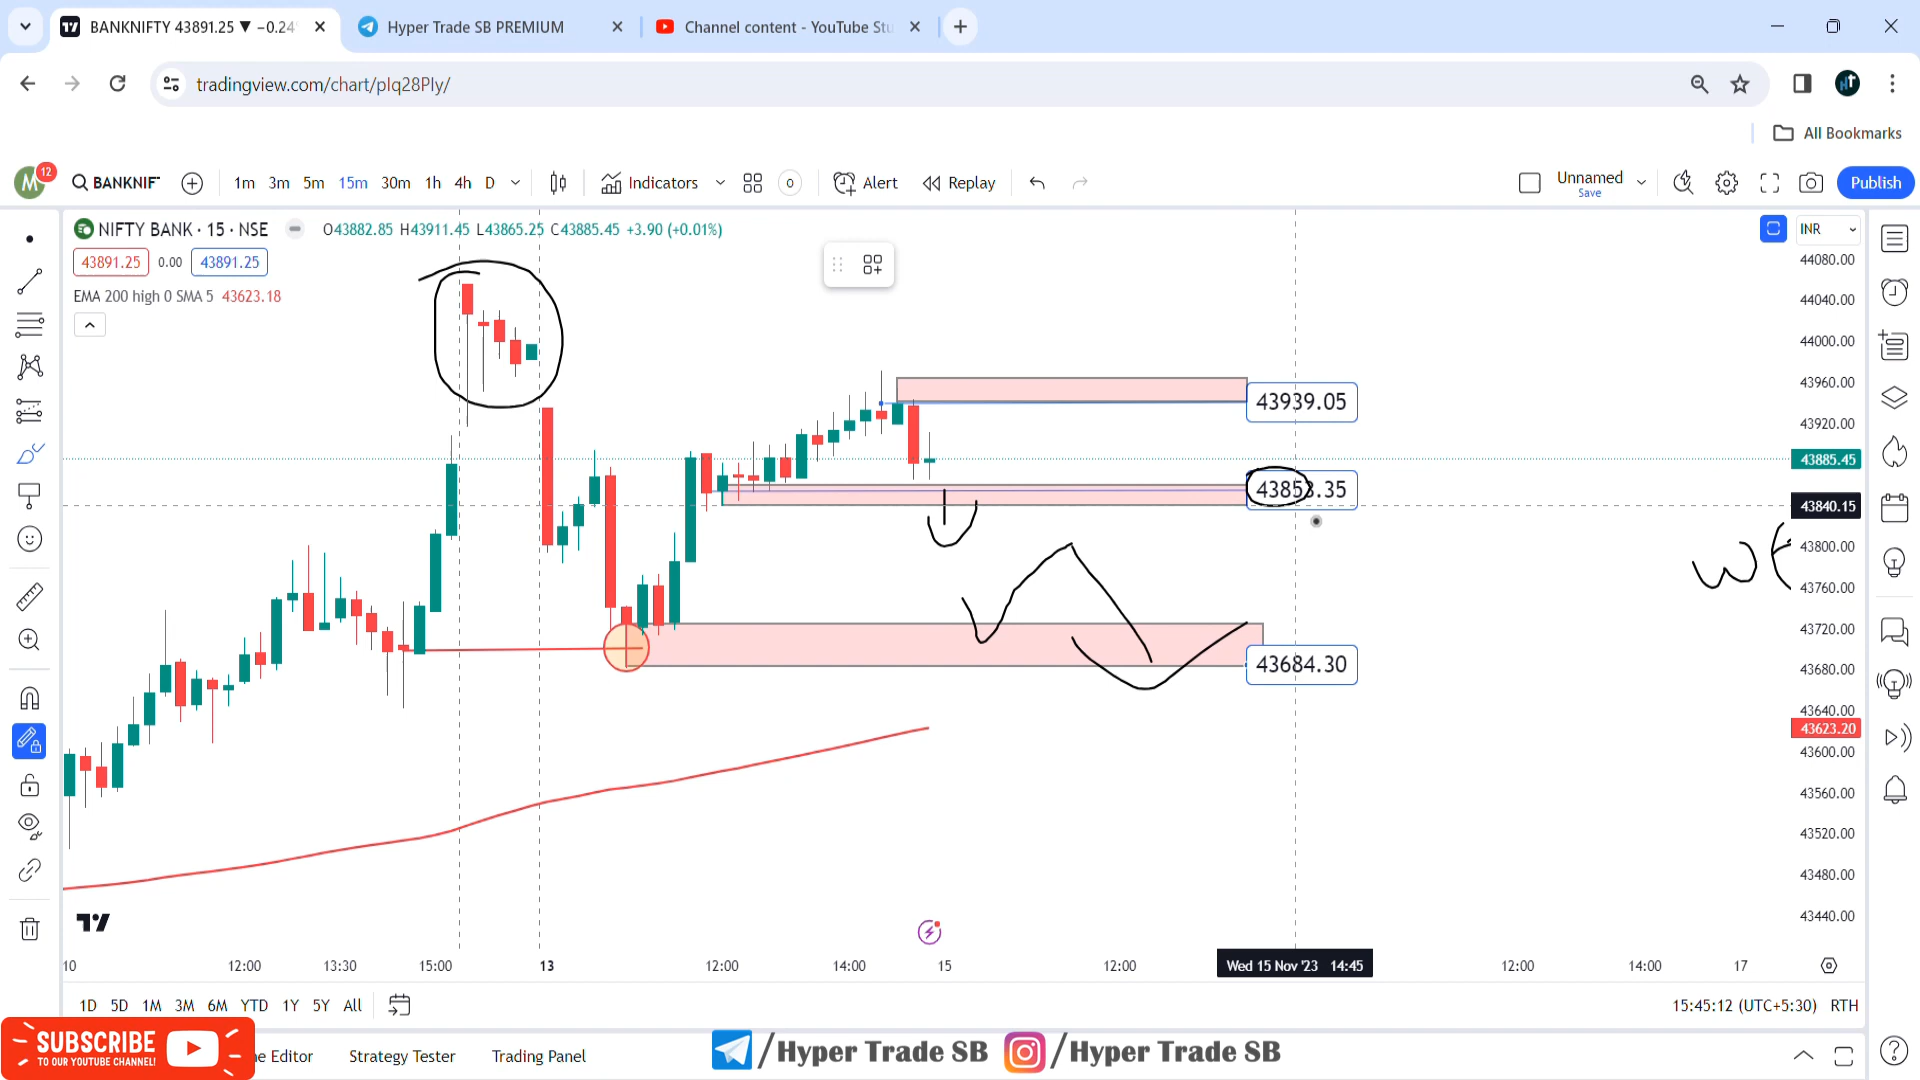 BANKNIFTY 43891.25 ▼ −0.24
Hyper Trade SB PREMIUM
Channel content - YouTube Stu
tradingview.com/chart/pIq28PIy/
All Bookmarks
M 12
BANKNIF
1m 3m 5m 15m 30m 1h 4h D
Indicators
0
Alert
Replay
Unnamed
Save
Publish
NIFTY BANK · 15 · NSE
O43882.85 H43911.45 L43865.25 C43885.45 +3.90 (+0.01%)
INR
43891.25 0.00 43891.25
EMA 200 high 0 SMA 5 43623.18
44080.00
44040.00
44000.00
43960.00
43939.05
43920.00
43885.45
43853.35
43840.15
43800.00
43760.00
43720.00
43684.30
43680.00
43640.00
43623.20
43600.00
43560.00
43520.00
43480.00
43440.00
10 12:00 13:30 15:00 13 12:00 14:00 15 12:00 Wed 15 Nov '23 14:45 12:00 14:00 17
1D 5D 1M 3M 6M YTD 1Y 5Y All
15:45:12 (UTC+5:30) RTH
SUBSCRIBE
TO OUR YOUTUBE CHANNEL!
ne Editor
Strategy Tester
Trading Panel
/Hyper Trade SB
/Hyper Trade SB